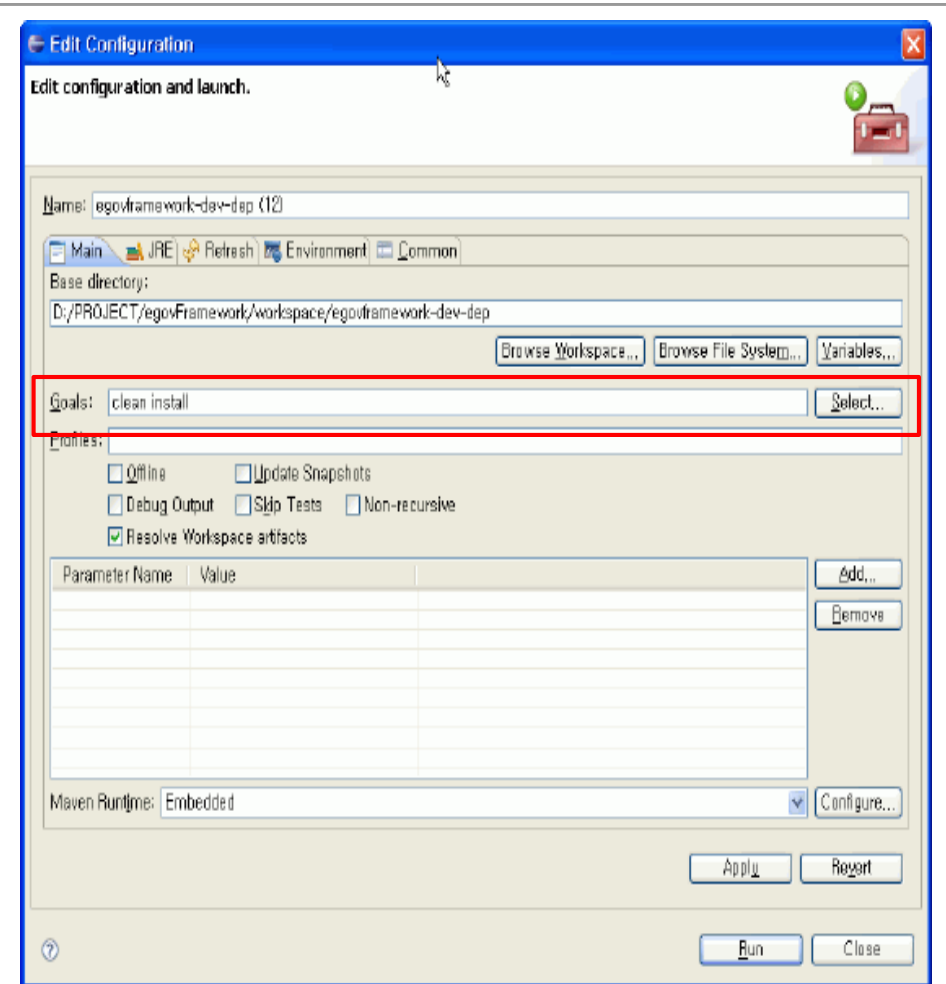 Edit Configuration
Edit configuration and launch.
Name: egovframework-dev-dep (12)
Main JRE Refresh Environment Common
Base directory:
D:/PROJECT/egovFramework/workspace/egovframework-dev-dep
Browse Workspace... Browse File System... Variables...
Goals: clean install Select...
Profiles:
Offline Update Snapshots
Debug Output Skip Tests Non-recursive
Resolve Workspace artifacts
Parameter Name Value Add...
Remove
Maven Runtime: Embedded Configure...
Apply Revert
? Run Close